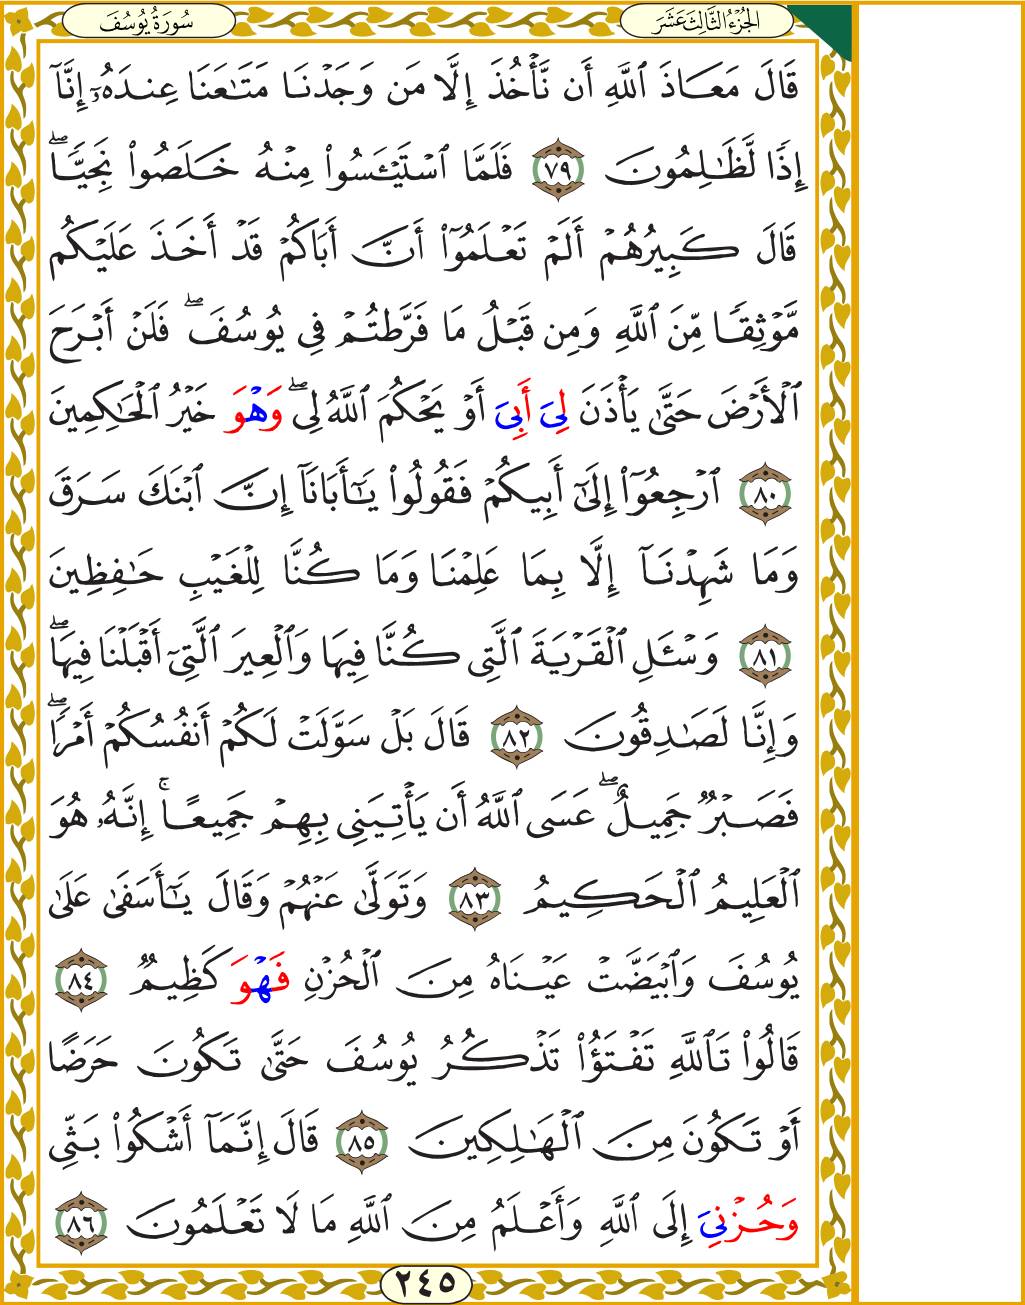 الجُزْءُ الثَّالِثَ عَشَرَ
سُورَةُ يُوسُفَ
قَالَ مَعَاذَ ٱللَّهِ أَن نَّأْخُذَ إِلَّا مَن وَجَدْنَا مَتَـٰعَنَا عِندَهُۥٓ إِنَّآ
إِذًا لَّظَـٰلِمُونَ ٧٩ فَلَمَّا ٱسْتَيْـَٔسُوا۟ مِنْهُ خَلَصُوا۟ نَجِيًّاۖ
قَالَ كَبِيرُهُمْ أَلَمْ تَعْلَمُوٓا۟ أَنَّ أَبَاكُمْ قَدْ أَخَذَ عَلَيْكُم
مَّوْثِقًا مِّنَ ٱللَّهِ وَمِن قَبْلُ مَا فَرَّطتُمْ فِي يُوسُفَۖ فَلَنْ أَبْرَحَ
ٱلْأَرْضَ حَتَّىٰ يَأْذَنَ لِىَ أَبِىَ أَوْ يَحْكُمَ ٱللَّهُ لِىۖ وَهْوَ خَيْرُ ٱلْحَـٰكِمِينَ
٨٠ ٱرْجِعُوٓا۟ إِلَىٰٓ أَبِيكُمْ فَقُولُوا۟ يَـٰٓأَبَانَآ إِنَّ ٱبْنَكَ سَرَقَ
وَمَا شَهِدْنَآ إِلَّا بِمَا عَلِمْنَا وَمَا كُنَّا لِلْغَيْبِ حَـٰفِظِينَ
٨١ وَسْـَٔلِ ٱلْقَرْيَةَ ٱلَّتِى كُنَّا فِيهَا وَٱلْعِيرَ ٱلَّتِىٓ أَقْبَلْنَا فِيهَاۖ
وَإِنَّا لَصَـٰدِقُونَ ٨٢ قَالَ بَلْ سَوَّلَتْ لَكُمْ أَنفُسُكُمْ أَمْرًاۖ
فَصَبْرٌ جَمِيلٌۖ عَسَى ٱللَّهُ أَن يَأْتِيَنِى بِهِمْ جَمِيعًاۚ إِنَّهُۥ هُوَ
ٱلْعَلِيمُ ٱلْحَكِيمُ ٨٣ وَتَوَلَّىٰ عَنْهُمْ وَقَالَ يَـٰٓأَسَفَىٰ عَلَىٰ
يُوسُفَ وَٱبْيَضَّتْ عَيْنَاهُ مِنَ ٱلْحُزْنِ فَهْوَ كَظِيمٌ ٨٤
قَالُوا۟ تَٱللَّهِ تَفْتَؤُا۟ تَذْكُرُ يُوسُفَ حَتَّىٰ تَكُونَ حَرَضًا
أَوْ تَكُونَ مِنَ ٱلْهَـٰلِكِينَ ٨٥ قَالَ إِنَّمَآ أَشْكُوا۟ بَثِّى
وَحُزْنِىَ إِلَى ٱللَّهِ وَأَعْلَمُ مِنَ ٱللَّهِ مَا لَا تَعْلَمُونَ ٨٦
٢٤٥